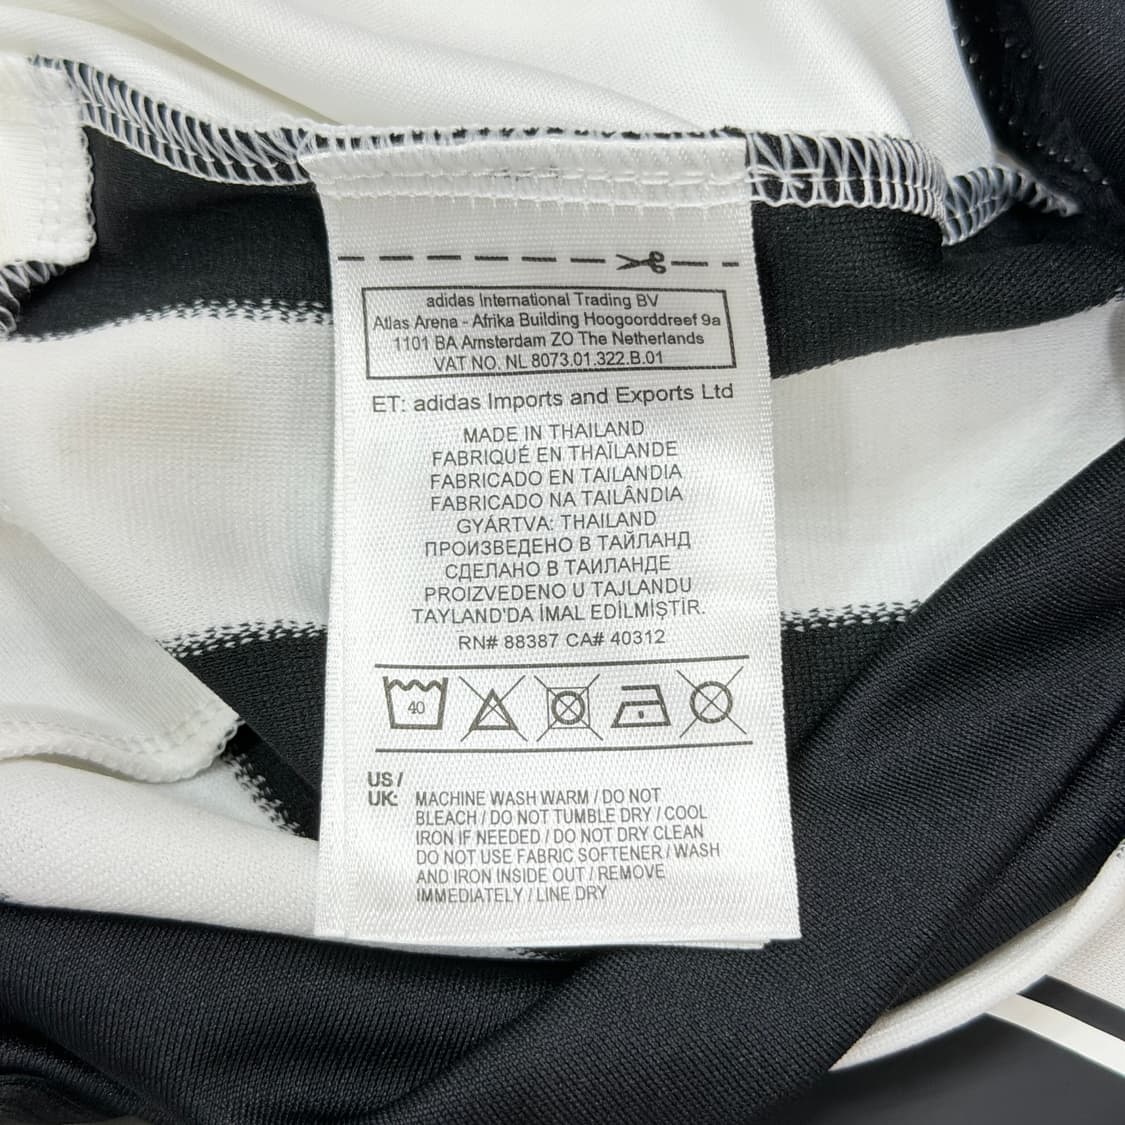 adidas International Trading BV
Atlas Arena - Afrika Building Hoogoorddreef 9a
1101 BA Amsterdam ZO The Netherlands
VAT NO. NL 8073.01.322.B.01
ET: adidas Imports and Exports Ltd
MADE IN THAILAND
FABRIQUÉ EN THAÏLANDE
FABRICADO EN TAILANDIA
FABRICADO NA TAILÂNDIA
GYÁRTVA: THAILAND
ПРОИЗВЕДЕНО В ТАЙЛАНД
СДЕЛАНО В ТАИЛАНДЕ
PROIZVEDENO U TAJLANDU
TAYLAND'DA İMAL EDİLMİŞTİR.
RN# 88387 CA# 40312
40
US /
UK: MACHINE WASH WARM / DO NOT
BLEACH / DO NOT TUMBLE DRY / COOL
IRON IF NEEDED / DO NOT DRY CLEAN
DO NOT USE FABRIC SOFTENER / WASH
AND IRON INSIDE OUT / REMOVE
IMMEDIATELY / LINE DRY